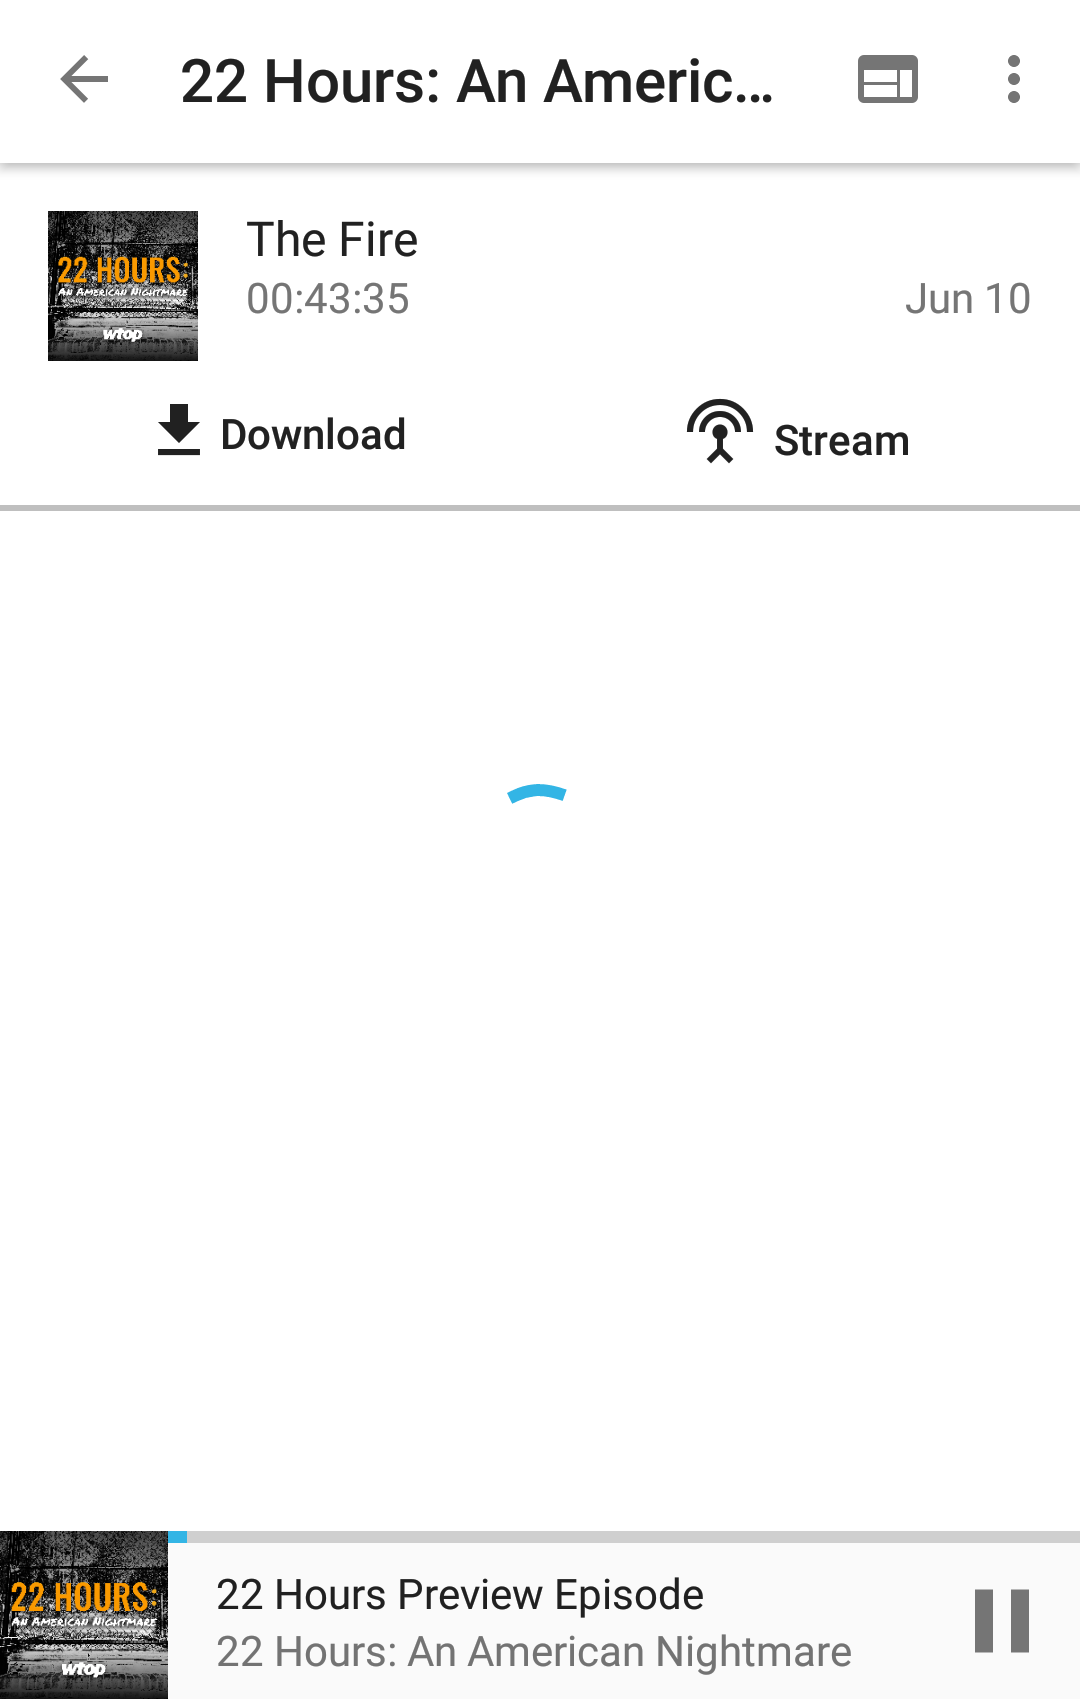 22 Hours: An Americ...
22 HOURS:
AN AMERICAN NIGHTMARE
wtop
The Fire
00:43:35
Jun 10
Download
Stream
22 HOURS:
AN AMERICAN NIGHTMARE
wtop
22 Hours Preview Episode
22 Hours: An American Nightmare